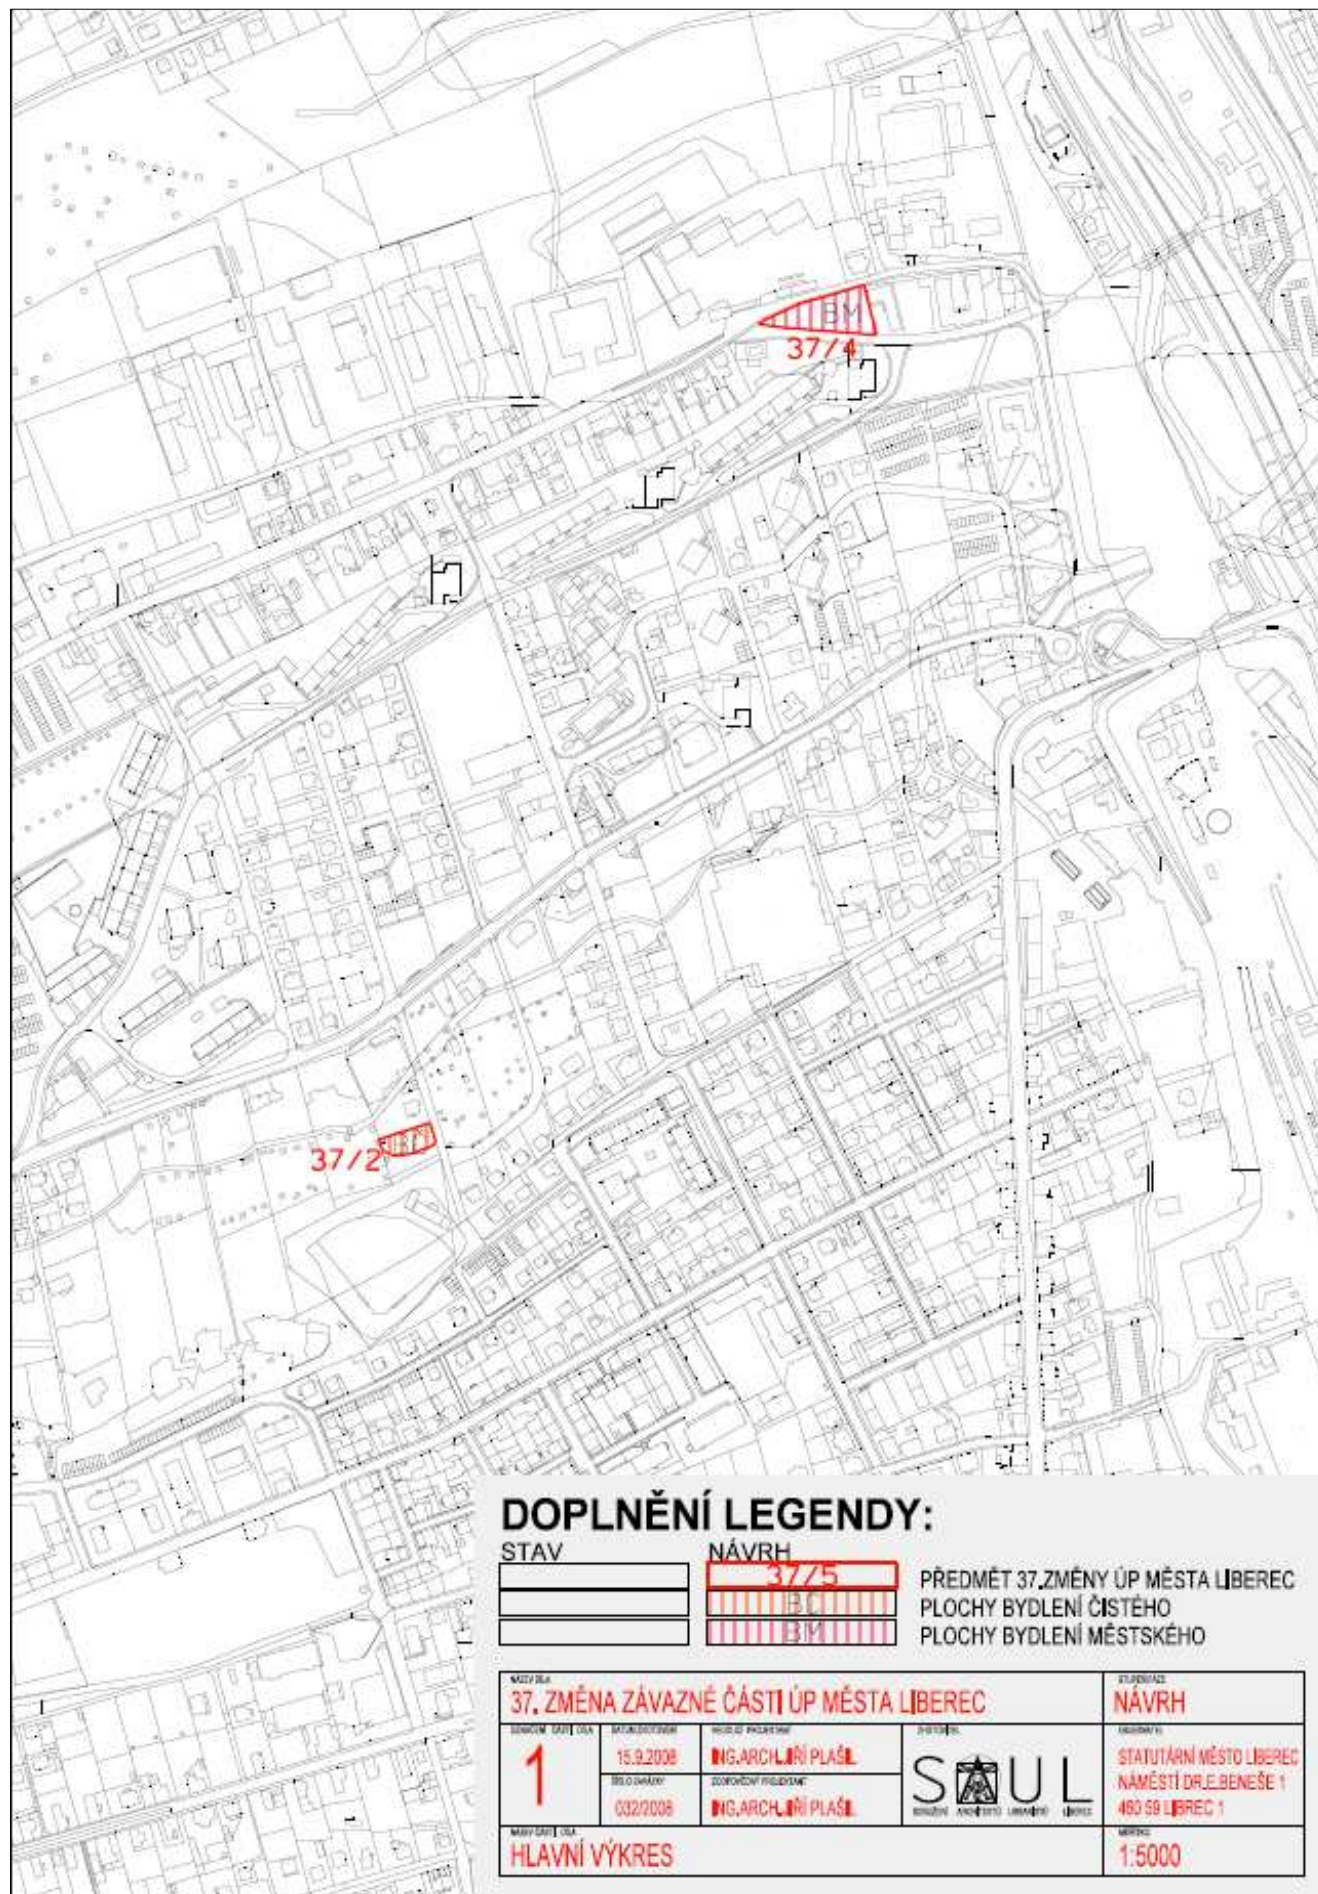 BM
37/4
BČ
37/2
DOPLNĚNÍ LEGENDY:
STAV NÁVRH
37/5 PŘEDMĚT 37.ZMĚNY ÚP MĚSTA LIBEREC
BČ PLOCHY BYDLENÍ ČISTÉHO
BM PLOCHY BYDLENÍ MĚSTSKÉHO
37. ZMĚNA ZÁVAZNÉ ČÁSTI ÚP MĚSTA LIBEREC
NÁVRH
1
15.9.2008
ING.ARCH.JIŘÍ PLAŠIL
032/2008
ING.ARCH.JIŘÍ PLAŠIL
SAUL
STATUTÁRNÍ MĚSTO LIBEREC
NÁMĚSTÍ DR.E.BENEŠE 1
460 59 LIBREC 1
HLAVNÍ VÝKRES
1:5000